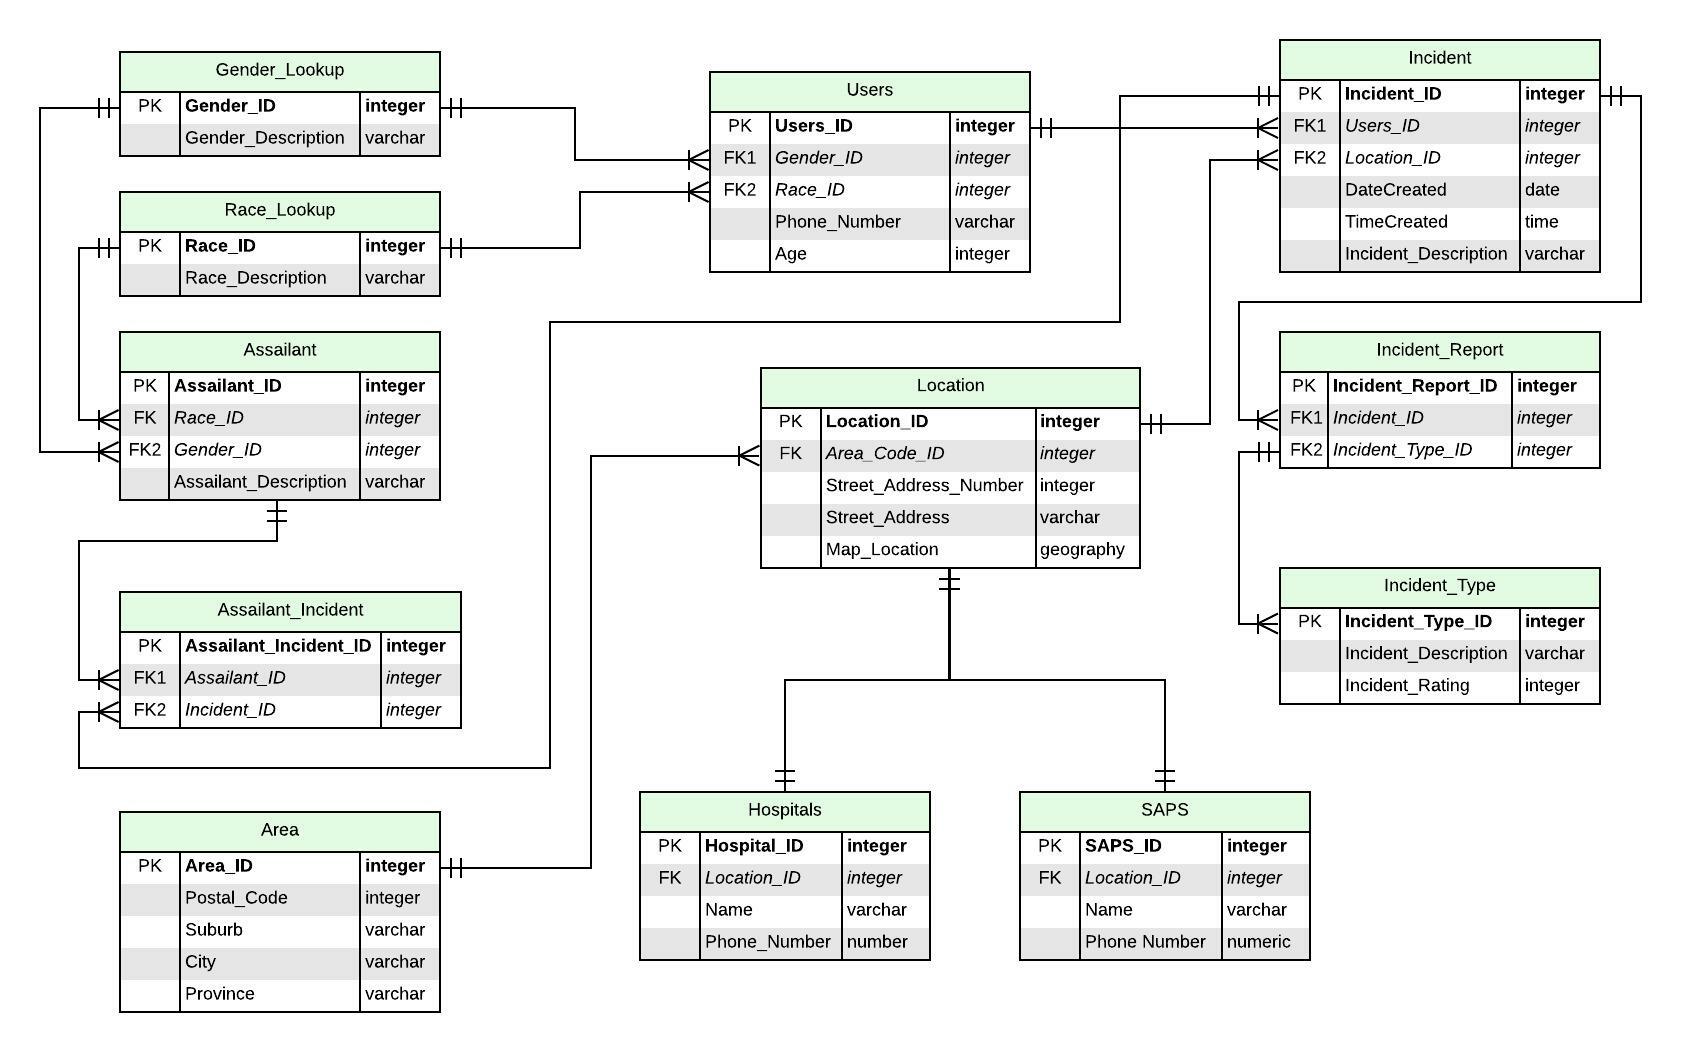 Gender_Lookup
PK Gender_ID integer
Gender_Description varchar
Race_Lookup
PK Race_ID integer
Race_Description varchar
Assailant
PK Assailant_ID integer
FK Race_ID integer
FK2 Gender_ID integer
Assailant_Description varchar
Assailant_Incident
PK Assailant_Incident_ID integer
FK1 Assailant_ID integer
FK2 Incident_ID integer
Area
PK Area_ID integer
Postal_Code integer
Suburb varchar
City varchar
Province varchar
Users
PK Users_ID integer
FK1 Gender_ID integer
FK2 Race_ID integer
Phone_Number varchar
Age integer
Location
PK Location_ID integer
FK Area_Code_ID integer
Street_Address_Number integer
Street_Address varchar
Map_Location geography
Hospitals
PK Hospital_ID integer
FK Location_ID integer
Name varchar
Phone_Number number
SAPS
PK SAPS_ID integer
FK Location_ID integer
Name varchar
Phone Number numeric
Incident
PK Incident_ID integer
FK1 Users_ID integer
FK2 Location_ID integer
DateCreated date
TimeCreated time
Incident_Description varchar
Incident_Report
PK Incident_Report_ID integer
FK1 Incident_ID integer
FK2 Incident_Type_ID integer
Incident_Type
PK Incident_Type_ID integer
Incident_Description varchar
Incident_Rating integer